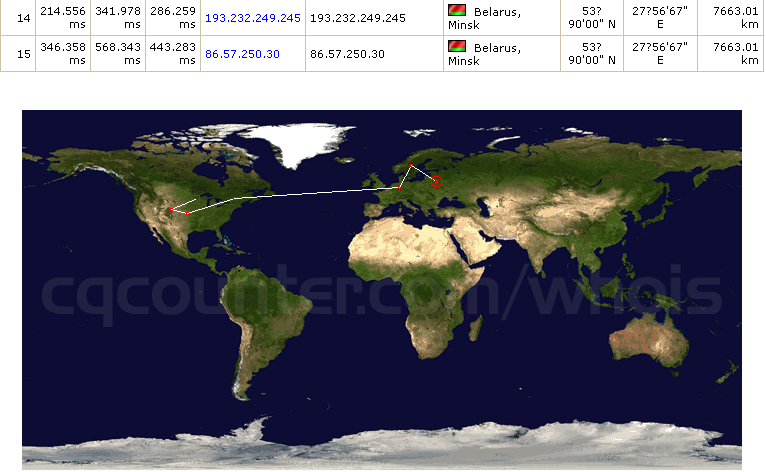 14 214.556 ms 341.978 ms 286.259 ms 193.232.249.245 193.232.249.245 Belarus, Minsk 53?90'00" N 27?56'67" E 7663.01 km
15 346.358 ms 568.343 ms 443.283 ms 86.57.250.30 86.57.250.30 Belarus, Minsk 53?90'00" N 27?56'67" E 7663.01 km
cqcounter.com/whois